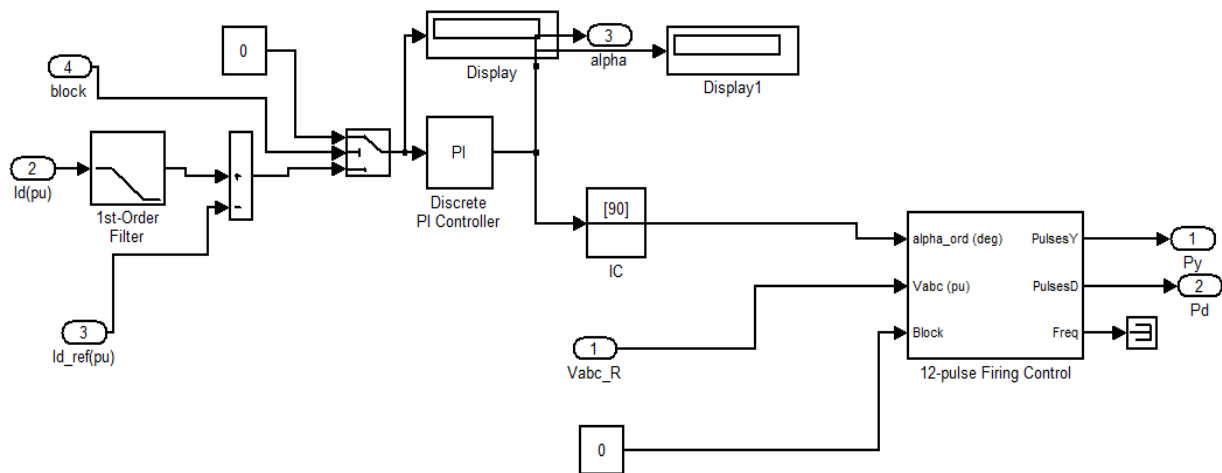 0
4
block
2
Id(pu)
1st-Order
Filter
3
Id_ref(pu)
+
-
Display
3
alpha
Display1
PI
Discrete
PI Controller
[90]
IC
1
Vabc_R
0
alpha_ord (deg)
PulsesY
Vabc (pu)
PulsesD
Block
Freq
12-pulse Firing Control
1
Py
2
Pd